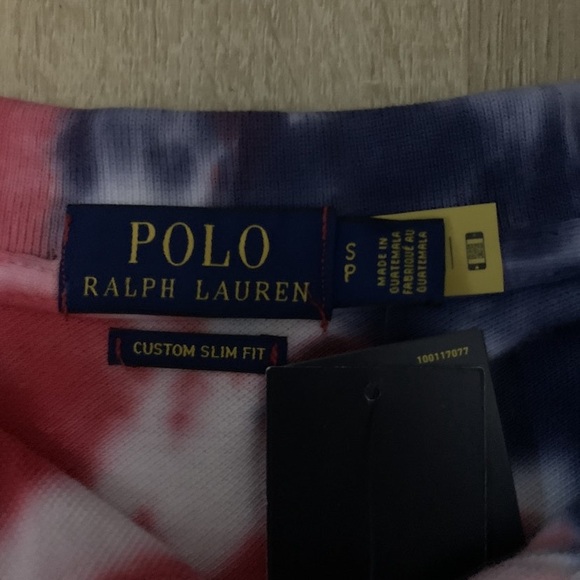 POLO
RALPH LAUREN
S
P
MADE IN
GUATEMALA
FABRIQUÉ AU
GUATEMALA
CUSTOM SLIM FIT
100117077